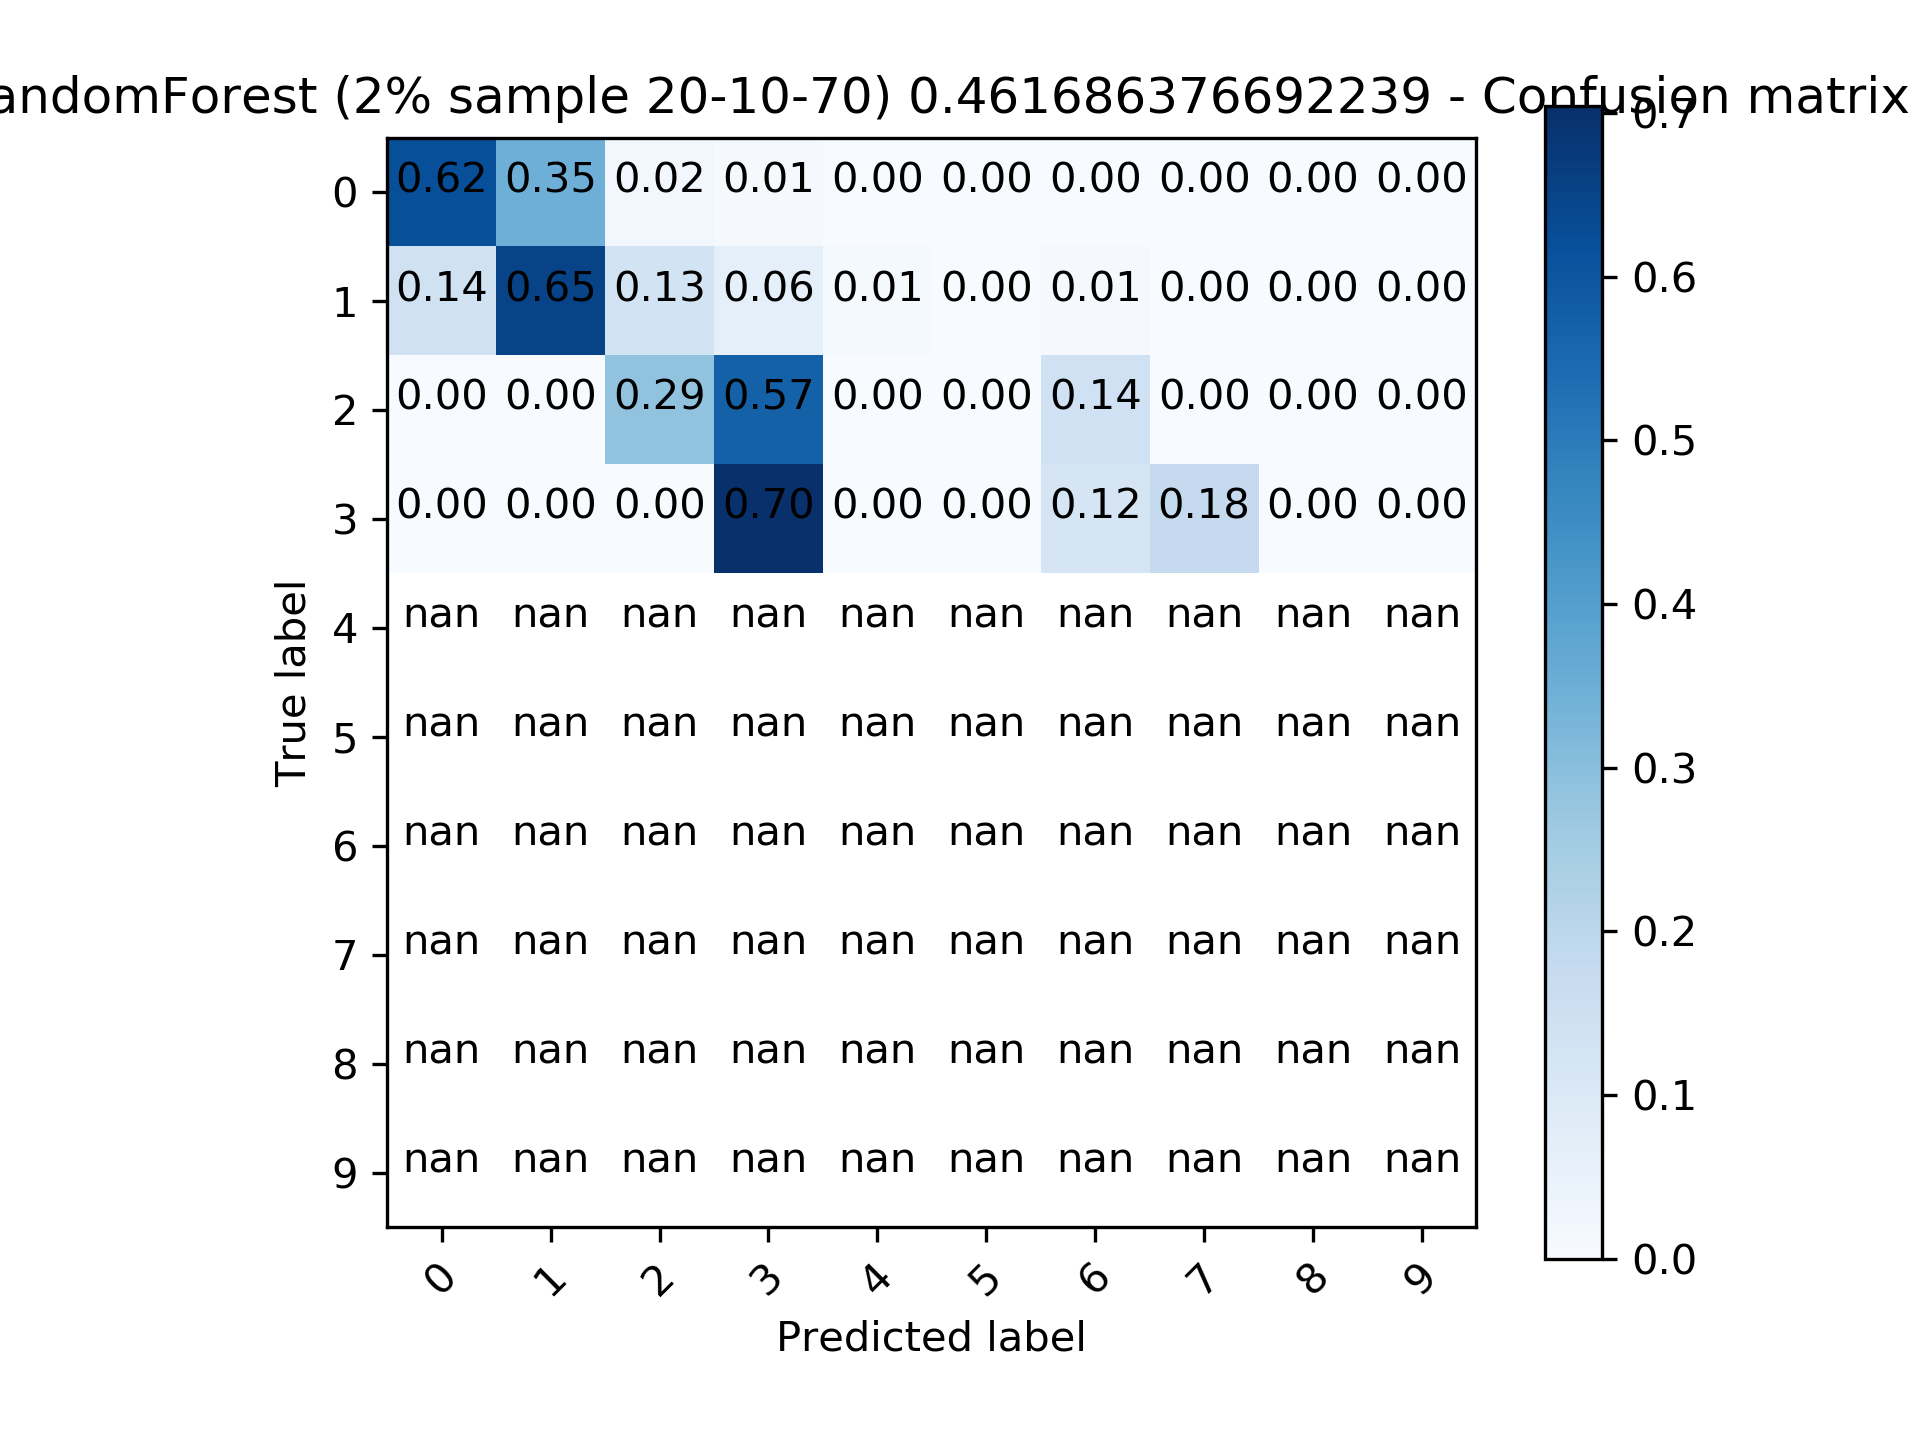 andomForest (2% sample 20-10-70) 0.461686376692239 - Confusion matrix
0 0.62 0.35 0.02 0.01 0.00 0.00 0.00 0.00 0.00 0.00
1 0.14 0.65 0.13 0.06 0.01 0.00 0.01 0.00 0.00 0.00
2 0.00 0.00 0.29 0.57 0.00 0.00 0.14 0.00 0.00 0.00
3 0.00 0.00 0.00 0.70 0.00 0.00 0.12 0.18 0.00 0.00
4 nan nan nan nan nan nan nan nan nan nan
5 nan nan nan nan nan nan nan nan nan nan
6 nan nan nan nan nan nan nan nan nan nan
7 nan nan nan nan nan nan nan nan nan nan
8 nan nan nan nan nan nan nan nan nan nan
9 nan nan nan nan nan nan nan nan nan nan
0 1 2 3 4 5 6 7 8 9
True label
Predicted label
0.7
0.6
0.5
0.4
0.3
0.2
0.1
0.0